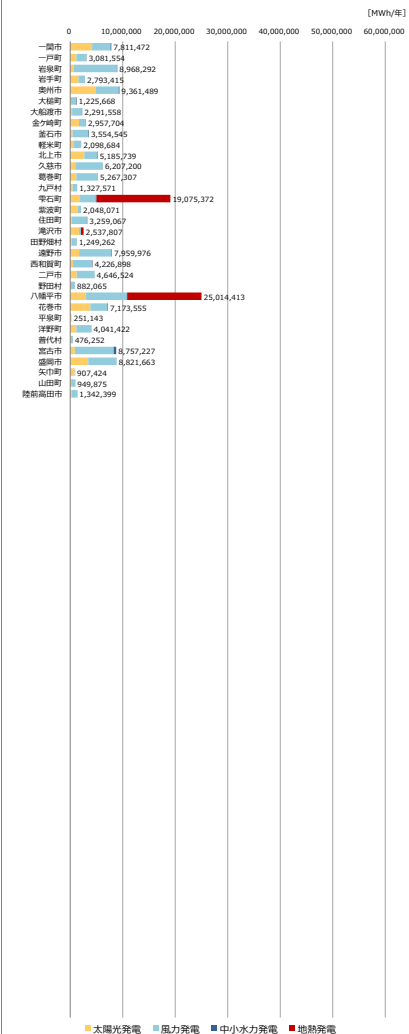 [MWh/年]
0 10,000,000 20,000,000 30,000,000 40,000,000 50,000,000 60,000,000
一関市 7,811,472
一戸町 3,081,554
岩泉町 8,968,292
岩手町 2,793,415
奥州市 9,361,489
大槌町 1,225,668
大船渡市 2,291,558
金ケ崎町 2,957,704
釜石市 3,554,545
軽米町 2,098,684
北上市 5,185,739
久慈市 6,207,200
葛巻町 5,267,307
九戸村 1,327,571
雫石町 19,075,372
紫波町 2,048,071
住田町 3,259,067
滝沢市 2,537,807
田野畑村 1,249,262
遠野市 7,959,976
西和賀町 4,226,898
二戸市 4,646,524
野田村 882,065
八幡平市 25,014,413
花巻市 7,173,555
平泉町 251,143
洋野町 4,041,422
普代村 476,252
宮古市 8,757,227
盛岡市 8,821,663
矢巾町 907,424
山田町 949,875
陸前高田市 1,342,399
太陽光発電 風力発電 中小水力発電 地熱発電